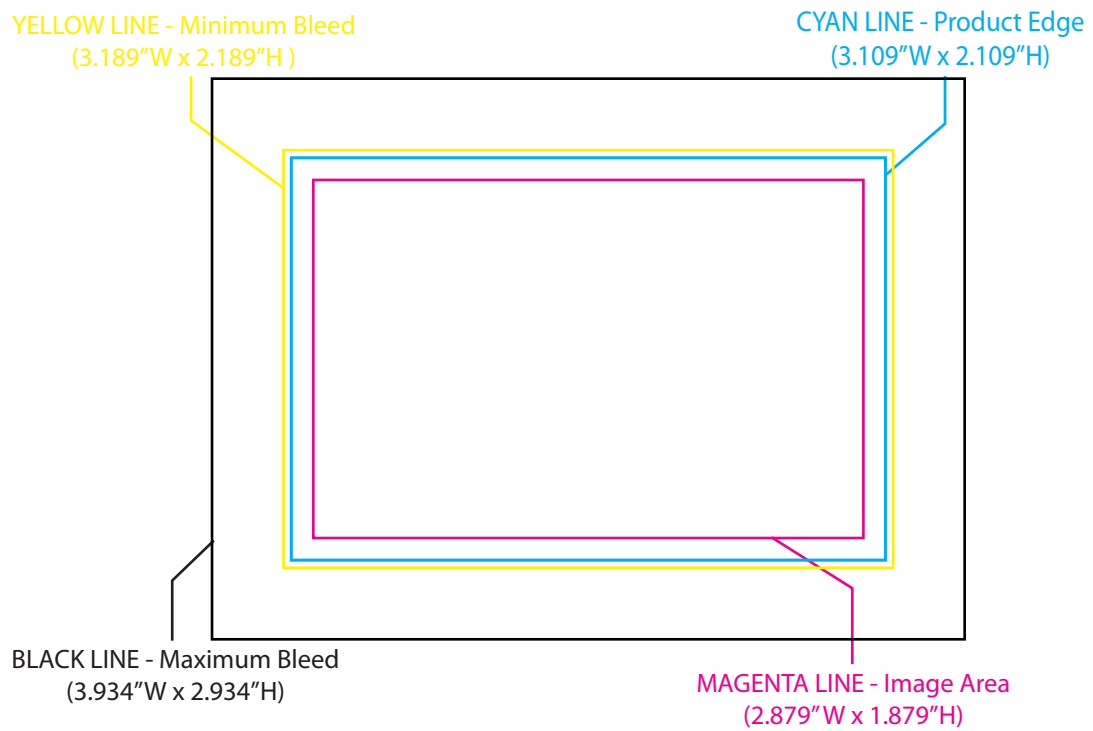 YELLOW LINE - Minimum Bleed
(3.189”W x 2.189”H )
CYAN LINE - Product Edge
(3.109”W x 2.109”H)
BLACK LINE - Maximum Bleed
(3.934”W x 2.934”H)
MAGENTA LINE - Image Area
(2.879”W x 1.879”H)